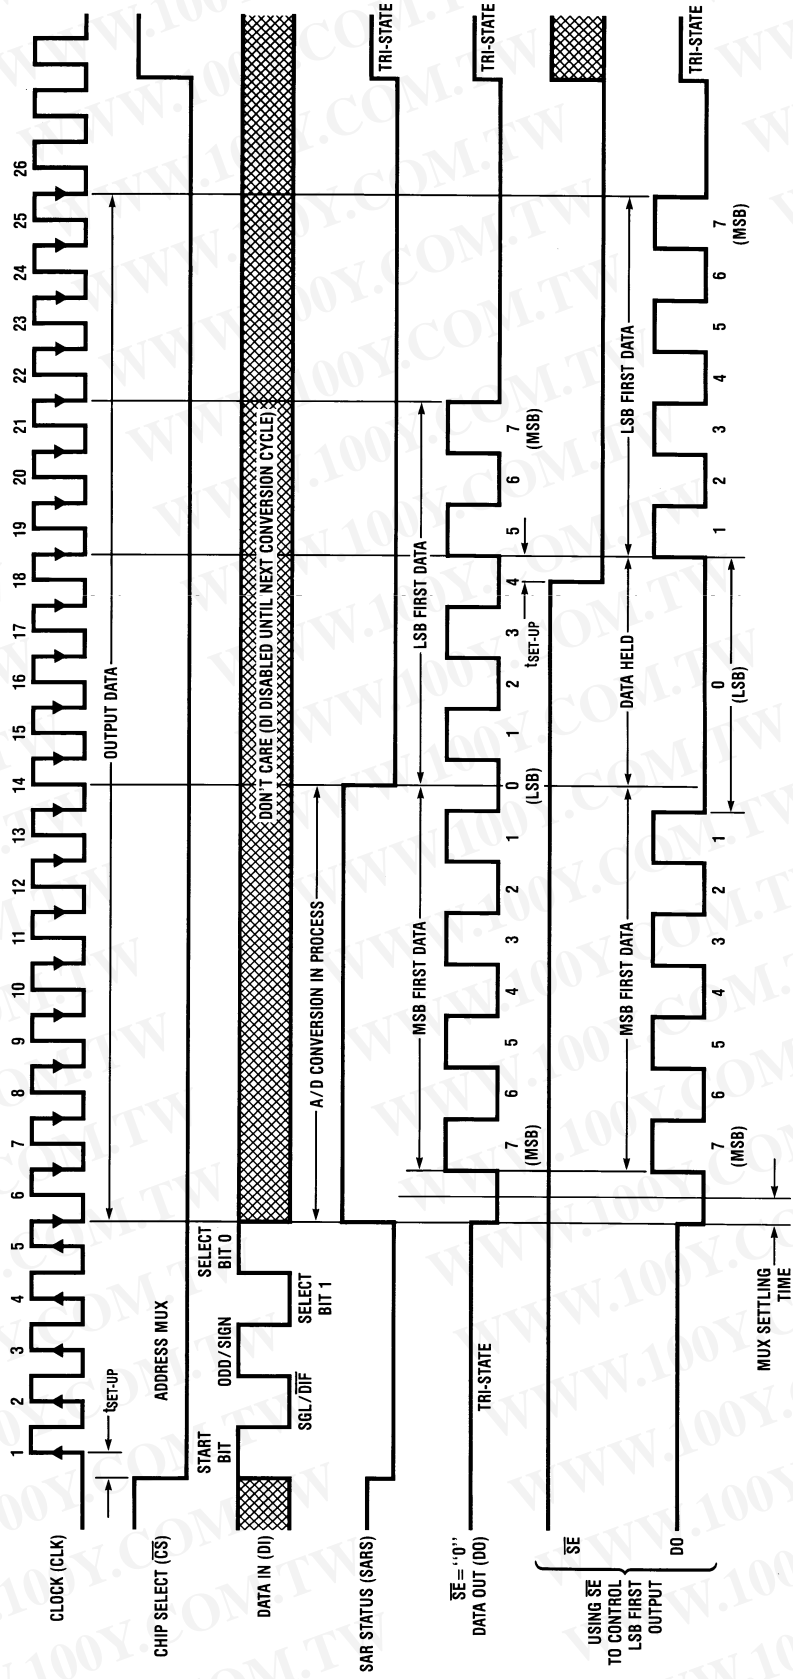 CLOCK (CLK)
1 2 3 4 5 6 7 8 9 10 11 12 13 14 15 16 17 18 19 20 21 22 23 24 25 26
tSET-UP
OUTPUT DATA
CHIP SELECT (CS)
ADDRESS MUX
DATA IN (DI)
START
BIT
SGL/DIF
ODD/SIGN
SELECT
BIT 1
SELECT
BIT 0
DON'T CARE (DI DISABLED UNTIL NEXT CONVERSION CYCLE)
SAR STATUS (SARS)
A/D CONVERSION IN PROCESS
TRI-STATE
SE = "0"
DATA OUT (DO)
TRI-STATE
MSB FIRST DATA
LSB FIRST DATA
TRI-STATE
7 6 5 4 3 2 1 0 1 2 3 4 5 6 7
(MSB) (LSB) (MSB)
tSET-UP
USING SE
TO CONTROL
LSB FIRST
OUTPUT
SE
DO
MSB FIRST DATA
DATA HELD
LSB FIRST DATA
TRI-STATE
7 6 5 4 3 2 1 0 1 2 3 4 5 6 7
(MSB) (LSB) (MSB)
MUX SETTLING
TIME
WWW.100Y.COM.TW